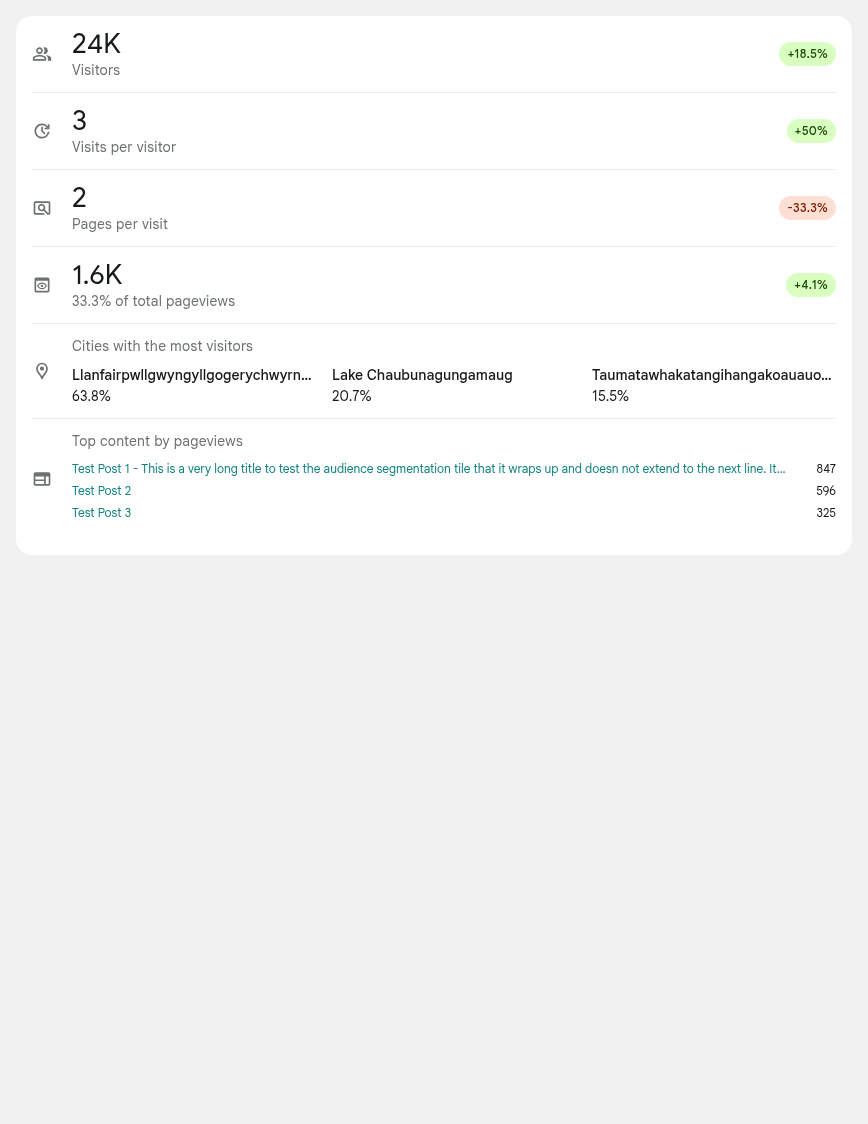 24K
+18.5%
Visitors
3
+50%
Visits per visitor
2
-33.3%
Pages per visit
1.6K
+4.1%
33.3% of total pageviews
Cities with the most visitors
Llanfairpwllgwyngyllgogerychwyrn... Lake Chaubunagungamaug Taumatawhakatangihangakoauauo...
63.8% 20.7% 15.5%
Top content by pageviews
Test Post 1 - This is a very long title to test the audience segmentation tile that it wraps up and doesn not extend to the next line. It... 847
Test Post 2 596
Test Post 3 325